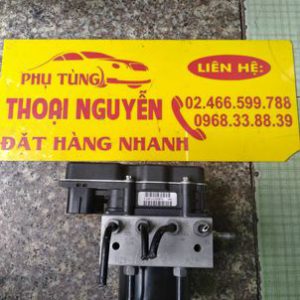 PHỤ TÙNG
LIÊN HỆ:
THOẠI NGUYỄN
02.466.599.788
0968.33.88.39
ĐẶT HÀNG NHANH